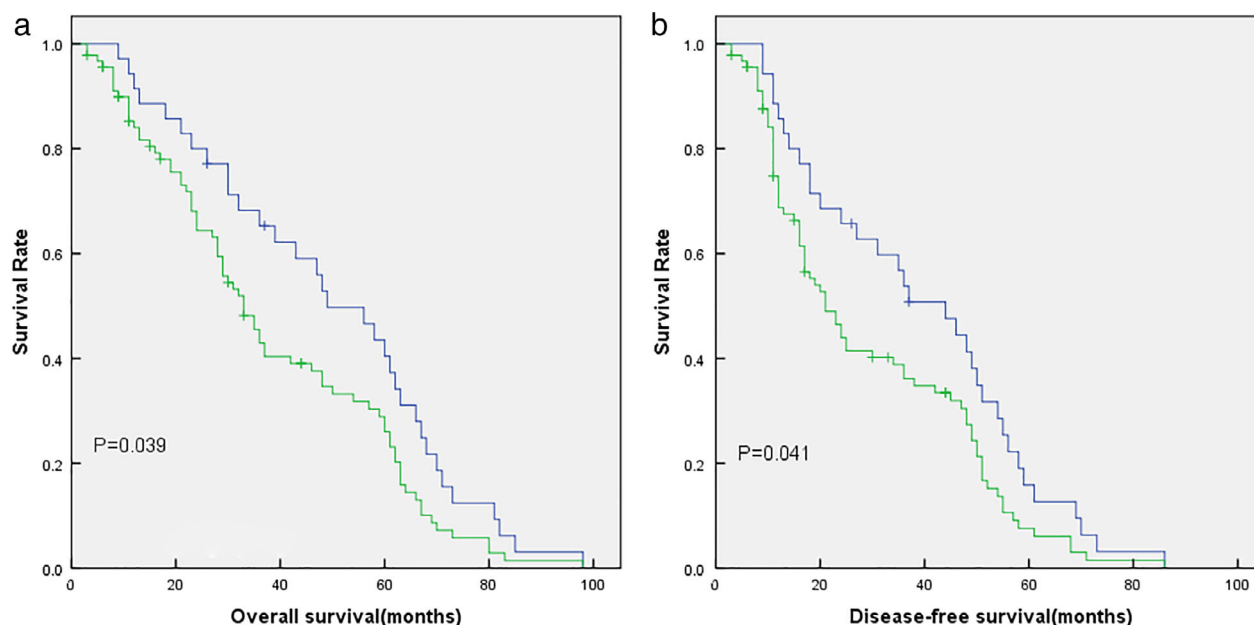 a
1.0
0.8
0.6
0.4
0.2
0.0
Survival Rate
P=0.039
0 20 40 60 80 100
Overall survival(months)
b
1.0
0.8
0.6
0.4
0.2
0.0
Survival Rate
P=0.041
0 20 40 60 80 100
Disease-free survival(months)